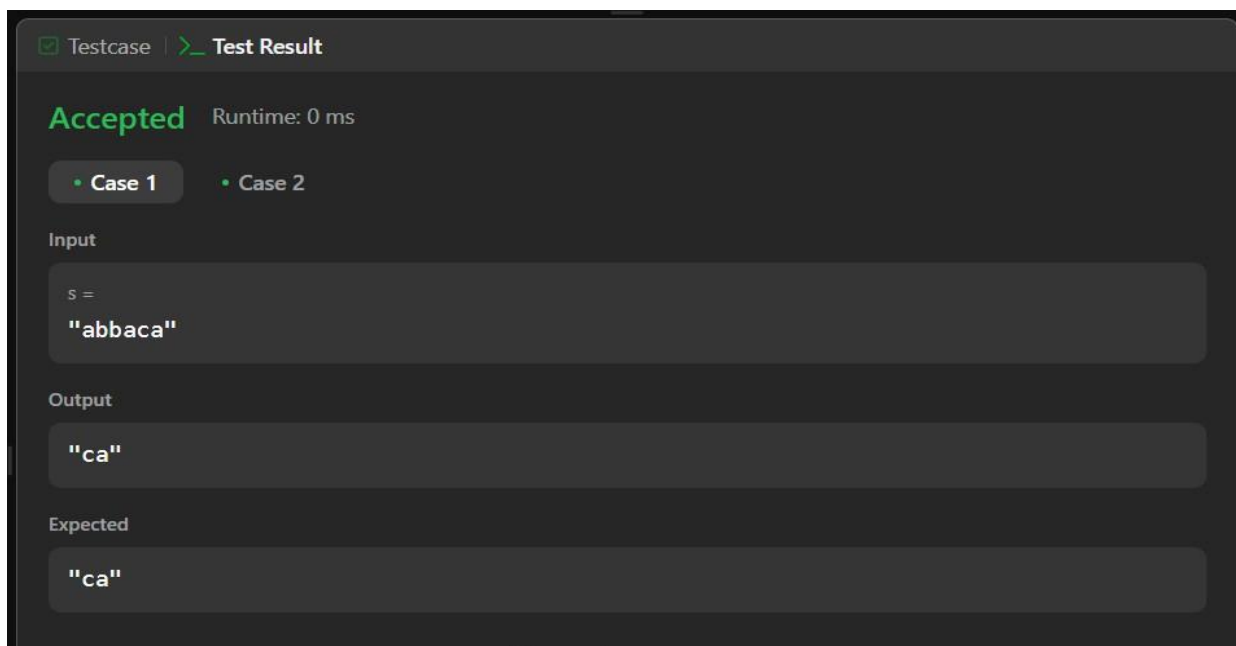 Testcase | >_ Test Result
Accepted Runtime: 0 ms
• Case 1 • Case 2
Input
s =
"abbaca"
Output
"ca"
Expected
"ca"